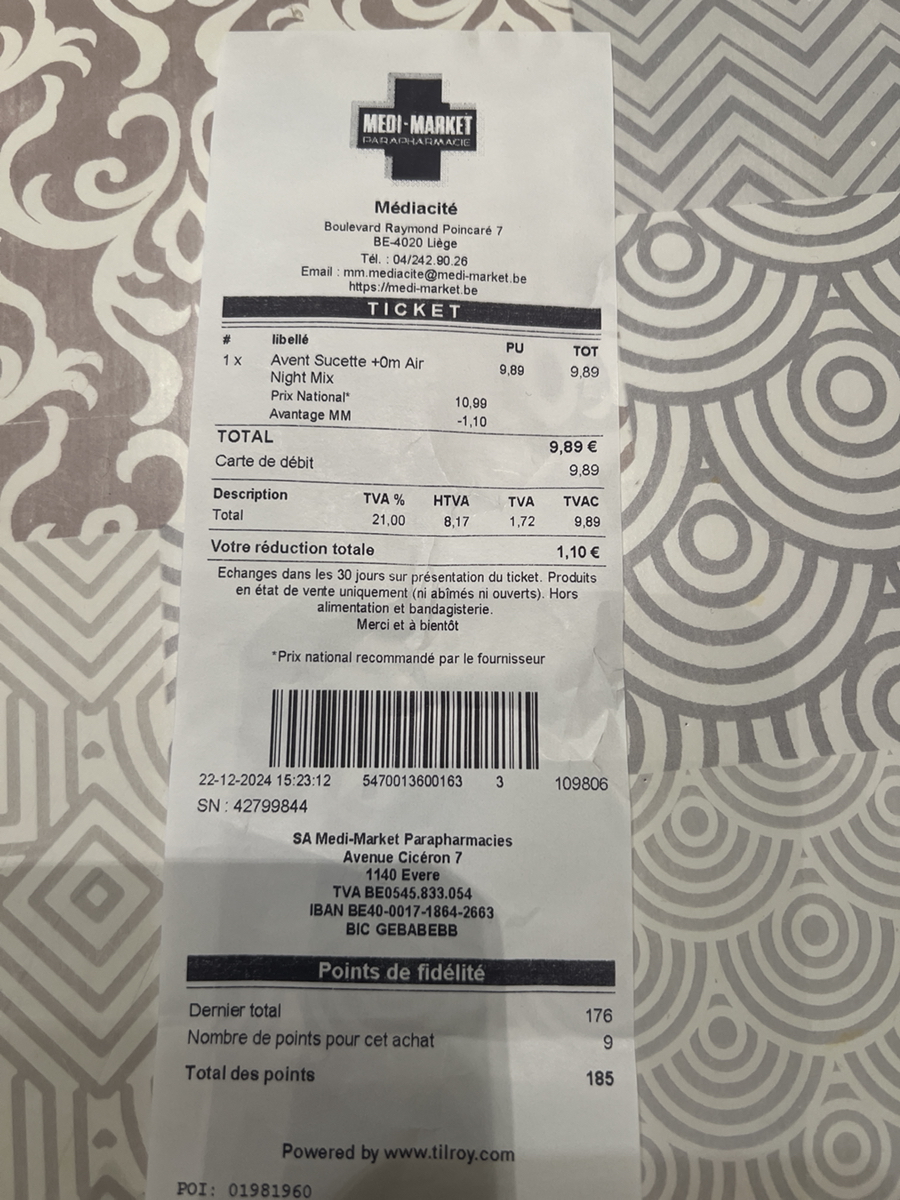 MEDI-MARKET
PARAPHARMACIE
Médiacité
Boulevard Raymond Poincaré 7
BE-4020 Liège
Tél. : 04/242.90.26
Email : mm.mediacite@medi-market.be
https://medi-market.be
TICKET
# libellé PU TOT
1 x Avent Sucette +0m Air 9,89 9,89
Night Mix
Prix National* 10,99
Avantage MM -1,10
TOTAL 9,89 €
Carte de débit 9,89
Description TVA % HTVA TVA TVAC
Total 21,00 8,17 1,72 9,89
Votre réduction totale 1,10 €
Echanges dans les 30 jours sur présentation du ticket. Produits
en état de vente uniquement (ni abîmés ni ouverts). Hors
alimentation et bandagisterie.
Merci et à bientôt
*Prix national recommandé par le fournisseur
22-12-2024 15:23:12 5470013600163 3 109806
SN : 42799844
SA Medi-Market Parapharmacies
Avenue Cicéron 7
1140 Evere
TVA BE0545.833.054
IBAN BE40-0017-1864-2663
BIC GEBABEBB
Points de fidélité
Dernier total 176
Nombre de points pour cet achat 9
Total des points 185
Powered by www.tilroy.com
POI: 01981960